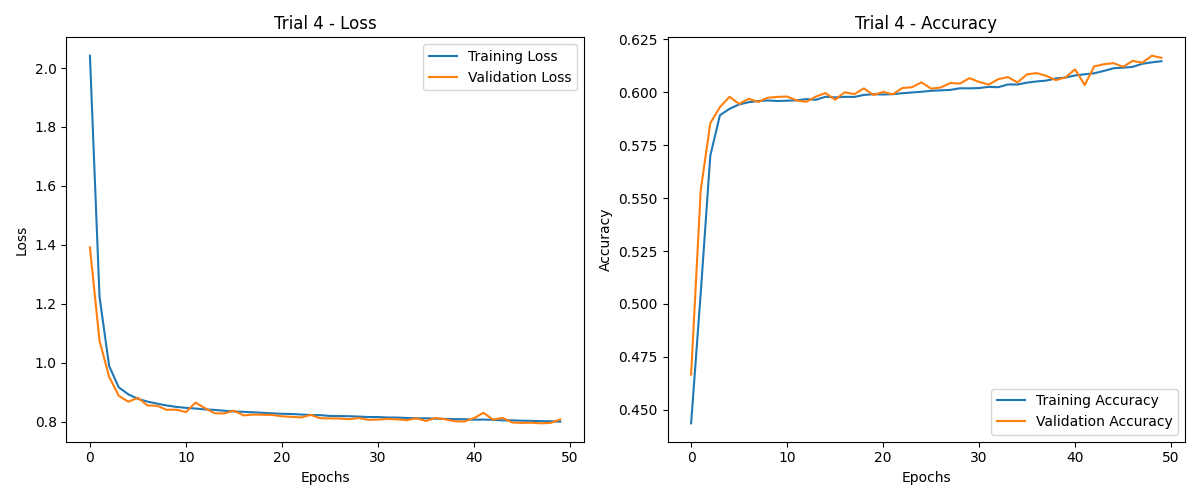 Trial 4 - Loss
Loss
2.0
1.8
1.6
1.4
1.2
1.0
0.8
Training Loss
Validation Loss
0
10
20
30
40
50
Epochs
Trial 4 - Accuracy
Accuracy
0.625
0.600
0.575
0.550
0.525
0.500
0.475
0.450
Training Accuracy
Validation Accuracy
0
10
20
30
40
50
Epochs